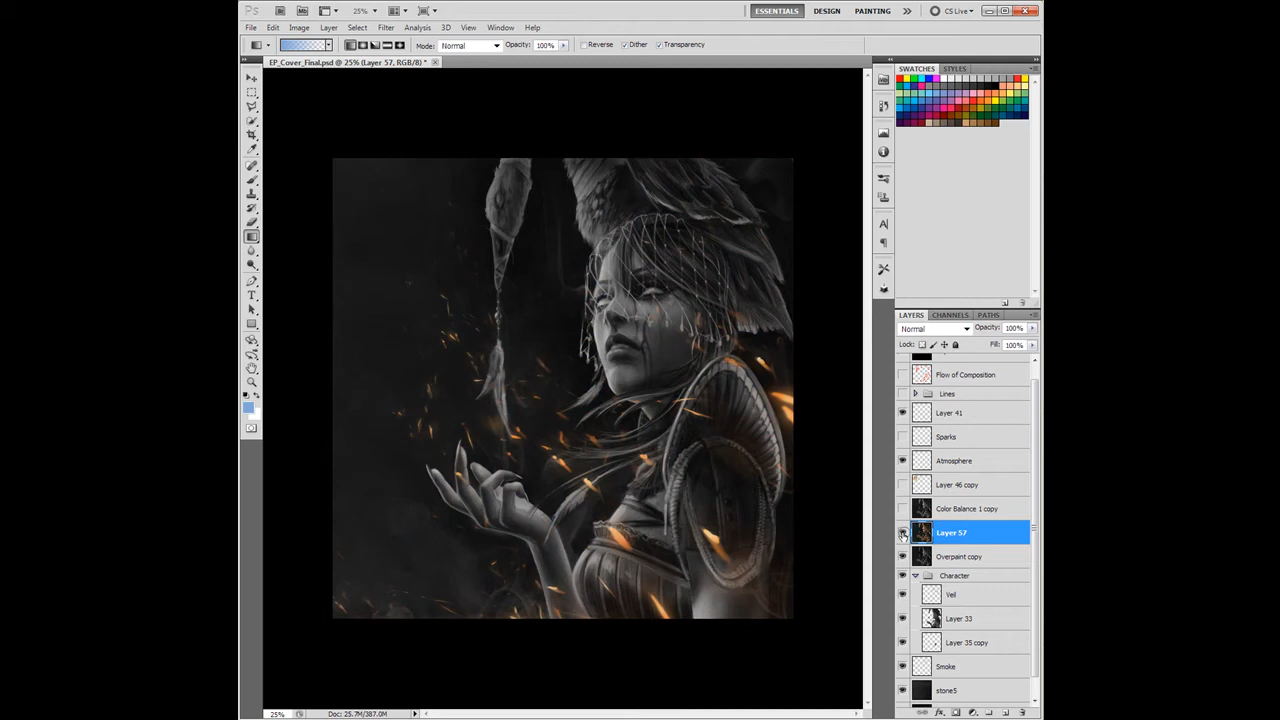 Ps
Br
Mb
25%
ESSENTIALS
DESIGN
PAINTING
CS Live
File Edit Image Layer Select Filter Analysis 3D View Window Help
Mode: Normal Opacity: 100% Reverse Dither Transparency
EP_Cover_Final.psd @ 25% (Layer 57, RGB/8) *
SWATCHES STYLES
LAYERS CHANNELS PATHS
Normal Opacity: 100%
Lock: Fill: 100%
Flow of Composition
Lines
Layer 41
Sparks
Atmosphere
Layer 46 copy
Color Balance 1 copy
Layer 57
Overpaint copy
Character
Veil
Layer 33
Layer 35 copy
Smoke
stone5
25% Doc: 25.7M/387.0M